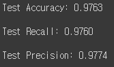 Test Accuracy: 0.9763
Test Recall: 0.9760
Test Precision: 0.9774